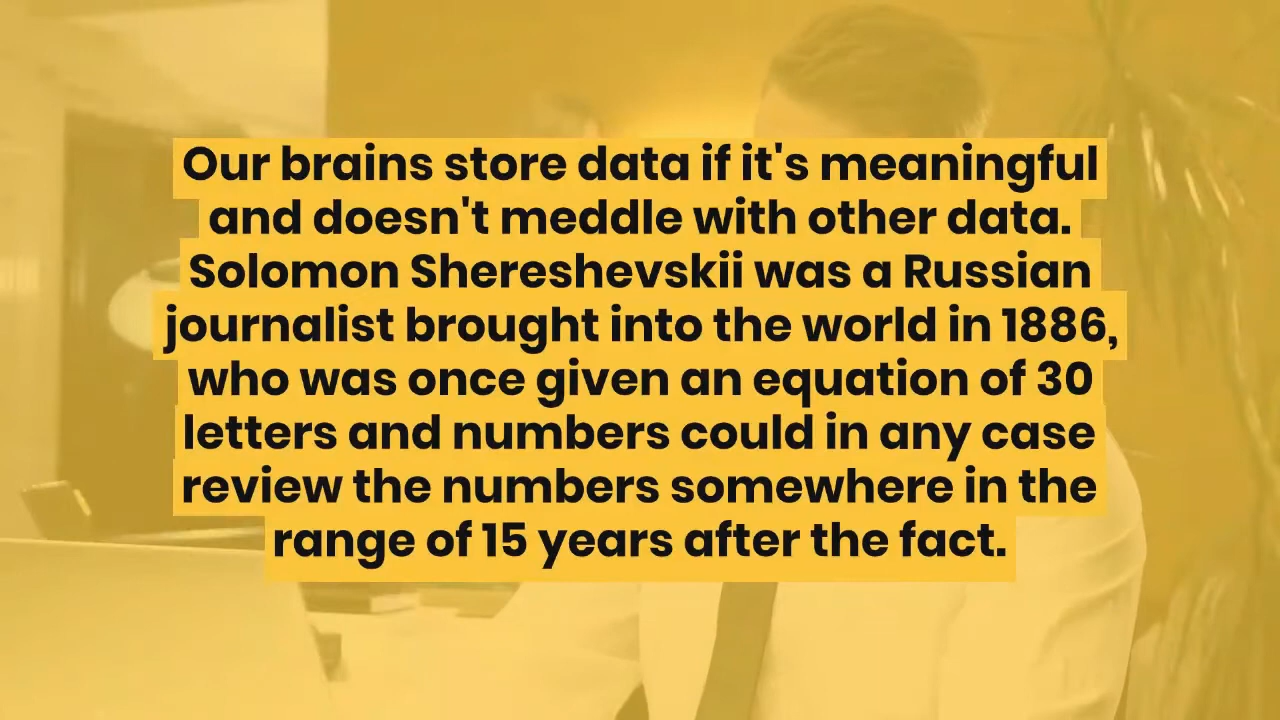 Our brains store data if it's meaningful
and doesn't meddle with other data.
Solomon Shereshevskii was a Russian
journalist brought into the world in 1886,
who was once given an equation of 30
letters and numbers could in any case
review the numbers somewhere in the
range of 15 years after the fact.